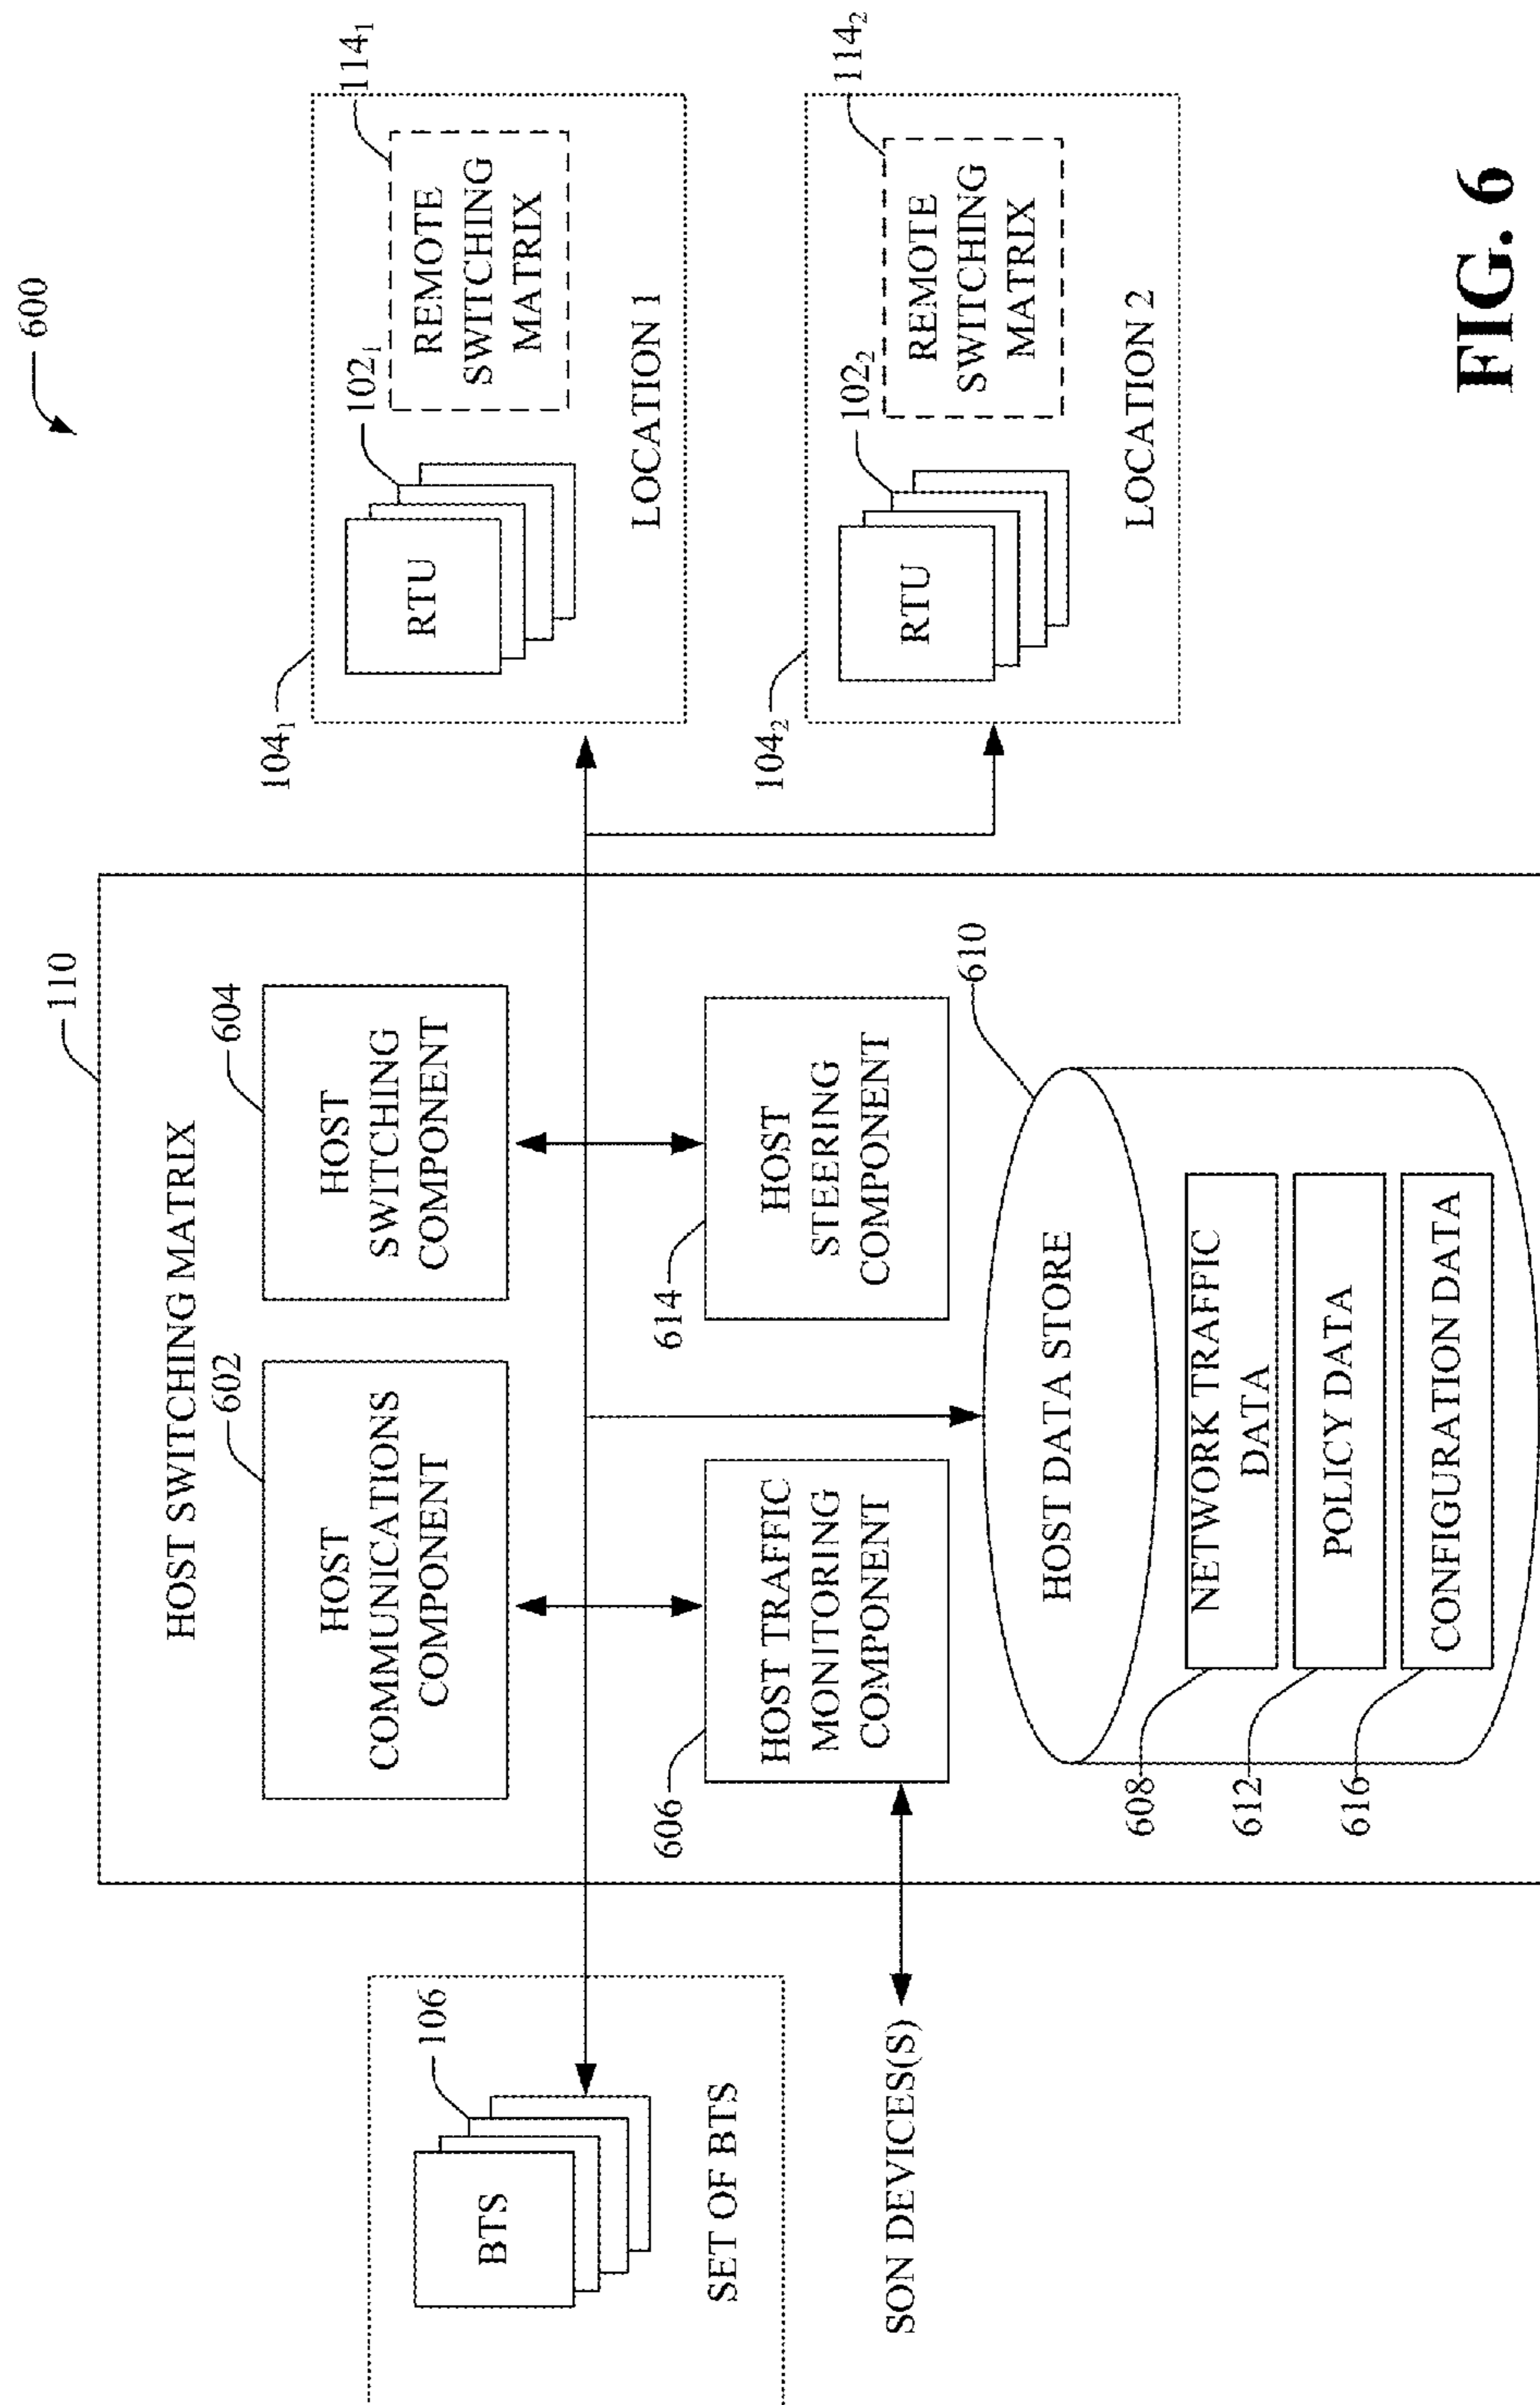 600
110
HOST SWITCHING MATRIX
602
HOST
COMMUNICATIONS
COMPONENT
604
HOST
SWITCHING
COMPONENT
606
HOST TRAFFIC
MONITORING
COMPONENT
614
HOST
STEERING
COMPONENT
610
HOST DATA STORE
608
NETWORK TRAFFIC
DATA
612
POLICY DATA
616
CONFIGURATION DATA
106
BTS
SET OF BTS
SON DEVICES(S)
104₁
RTU
102₁
114₁
REMOTE
SWITCHING
MATRIX
LOCATION 1
104₂
RTU
102₂
114₂
REMOTE
SWITCHING
MATRIX
LOCATION 2
FIG. 6